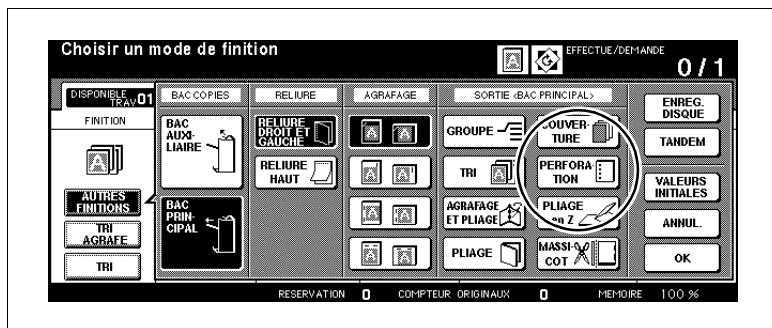 Choisir un mode de finition
EFFECTUE/DEMANDE
0 / 1
DISPONIBLE
TRAV 01
FINITION
AUTRES
FINITIONS
TRI
AGRAFE
TRI
BAC COPIES
BAC
AUXI-
LIAIRE
BAC
PRIN-
CIPAL
RELIURE
RELIURE
DROIT ET
GAUCHE
RELIURE
HAUT
AGRAFAGE
SORTIE <BAC PRINCIPAL>
GROUPE
COUVER-
TURE
TRI
PERFORA-
TION
AGRAFAGE
ET PLIAGE
PLIAGE
en Z
PLIAGE
MASSI-
COT
ENREG.
DISQUE
TANDEM
VALEURS
INITIALES
ANNUL.
OK
RESERVATION 0 COMPTEUR ORIGINAUX 0 MEMOIRE 100 %